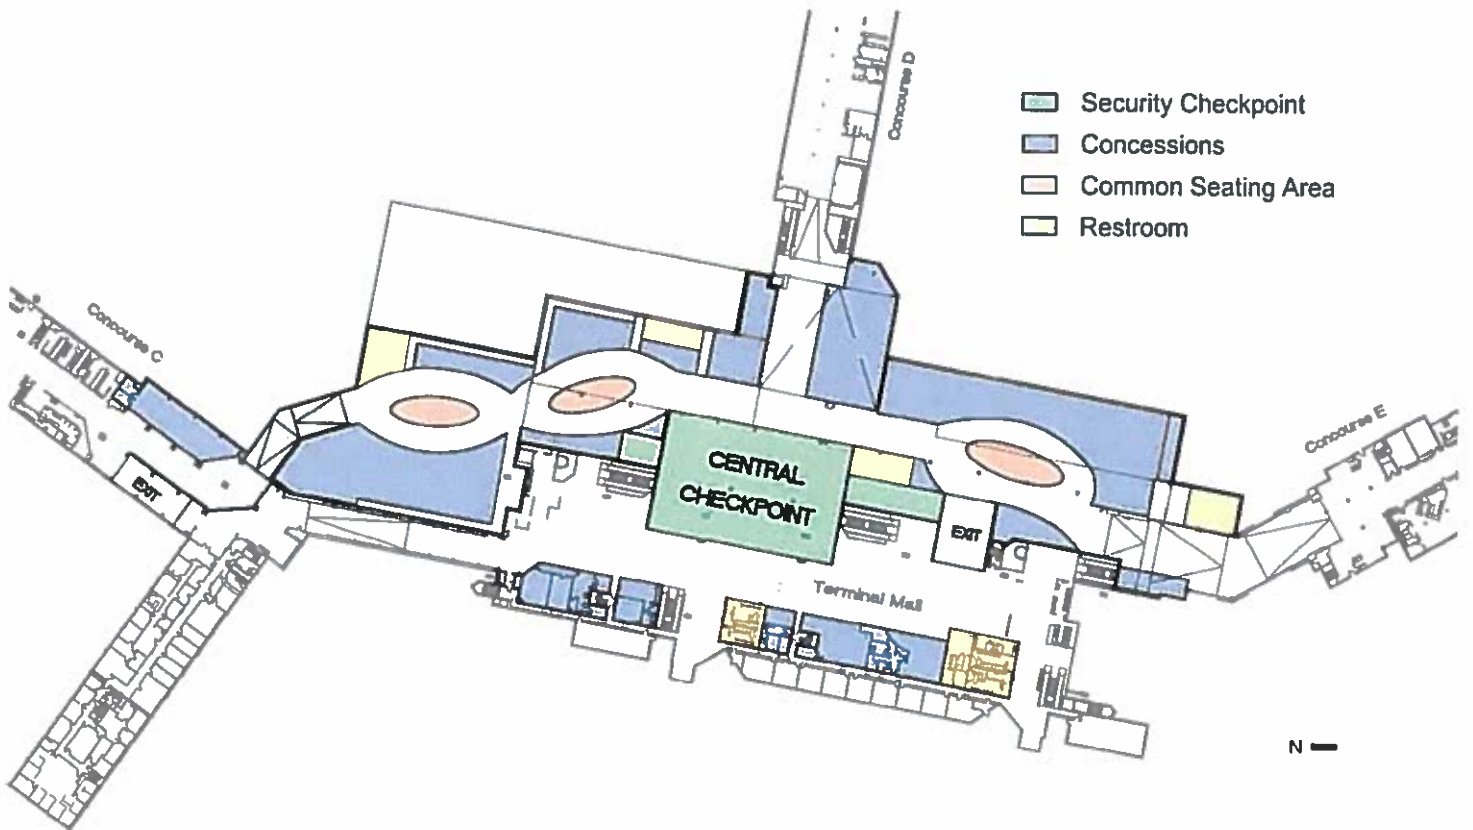 Concourse D
Security Checkpoint
Concessions
Common Seating Area
Restroom
Concourse C
Concourse E
CENTRAL
CHECKPOINT
EXIT
EXIT
Terminal Mall
N